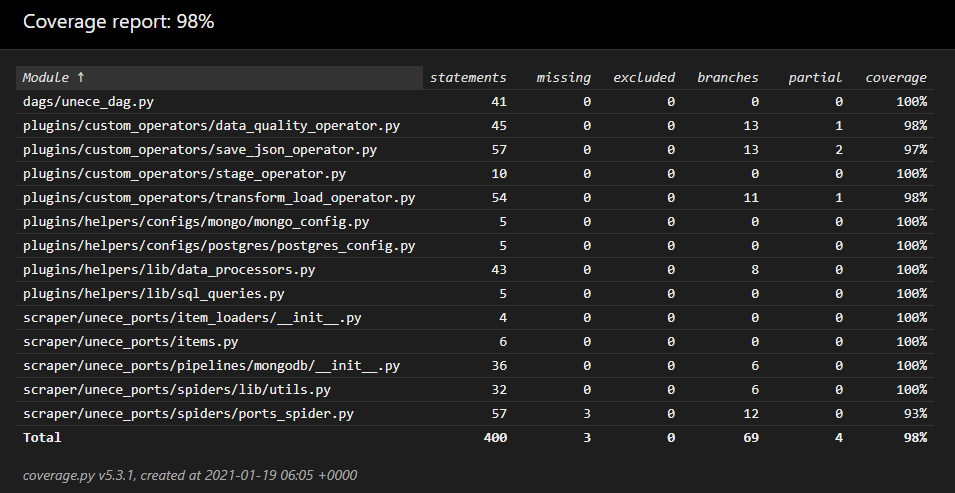 Coverage report: 98%
Module ↑ statements missing excluded branches partial coverage
dags/unece_dag.py 41 0 0 0 0 100%
plugins/custom_operators/data_quality_operator.py 45 0 0 13 1 98%
plugins/custom_operators/save_json_operator.py 57 0 0 13 2 97%
plugins/custom_operators/stage_operator.py 10 0 0 0 0 100%
plugins/custom_operators/transform_load_operator.py 54 0 0 11 1 98%
plugins/helpers/configs/mongo/mongo_config.py 5 0 0 0 0 100%
plugins/helpers/configs/postgres/postgres_config.py 5 0 0 0 0 100%
plugins/helpers/lib/data_processors.py 43 0 0 8 0 100%
plugins/helpers/lib/sql_queries.py 5 0 0 0 0 100%
scraper/unece_ports/item_loaders/__init__.py 4 0 0 0 0 100%
scraper/unece_ports/items.py 6 0 0 0 0 100%
scraper/unece_ports/pipelines/mongodb/__init__.py 36 0 0 6 0 100%
scraper/unece_ports/spiders/lib/utils.py 32 0 0 6 0 100%
scraper/unece_ports/spiders/ports_spider.py 57 3 0 12 0 93%
Total 400 3 0 69 4 98%
coverage.py v5.3.1, created at 2021-01-19 06:05 +0000